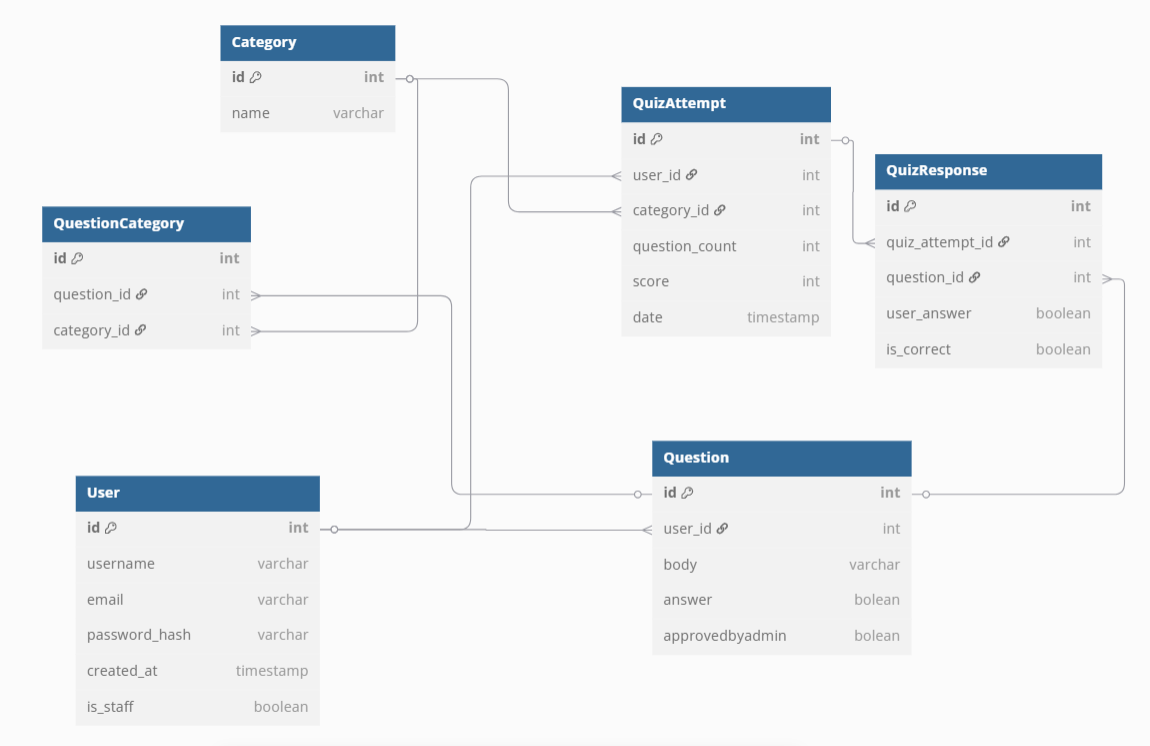 Category
id int
name varchar
QuizAttempt
id int
user_id int
category_id int
question_count int
score int
date timestamp
QuizResponse
id int
quiz_attempt_id int
question_id int
user_answer boolean
is_correct boolean
QuestionCategory
id int
question_id int
category_id int
User
id int
username varchar
email varchar
password_hash varchar
created_at timestamp
is_staff boolean
Question
id int
user_id int
body varchar
answer bolean
approvedbyadmin bolean